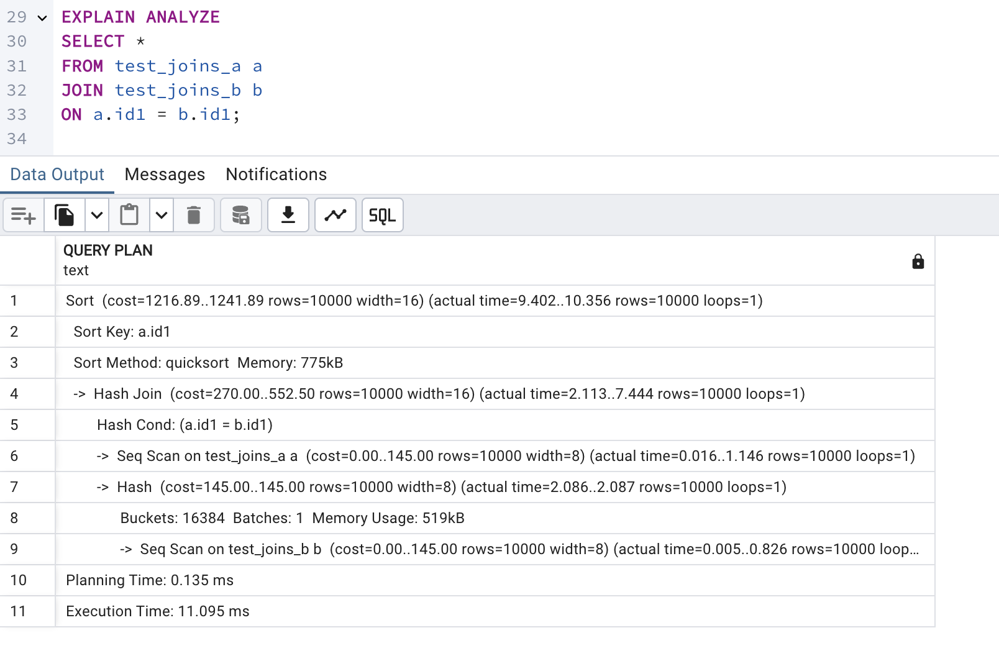 29 EXPLAIN ANALYZE
30 SELECT *
31 FROM test_joins_a a
32 JOIN test_joins_b b
33 ON a.id1 = b.id1;
34
Data Output Messages Notifications
SQL
QUERY PLAN
text
1 Sort (cost=1216.89..1241.89 rows=10000 width=16) (actual time=9.402..10.356 rows=10000 loops=1)
2 Sort Key: a.id1
3 Sort Method: quicksort Memory: 775kB
4 -> Hash Join (cost=270.00..552.50 rows=10000 width=16) (actual time=2.113..7.444 rows=10000 loops=1)
5 Hash Cond: (a.id1 = b.id1)
6 -> Seq Scan on test_joins_a a (cost=0.00..145.00 rows=10000 width=8) (actual time=0.016..1.146 rows=10000 loops=1)
7 -> Hash (cost=145.00..145.00 rows=10000 width=8) (actual time=2.086..2.087 rows=10000 loops=1)
8 Buckets: 16384 Batches: 1 Memory Usage: 519kB
9 -> Seq Scan on test_joins_b b (cost=0.00..145.00 rows=10000 width=8) (actual time=0.005..0.826 rows=10000 loop...
10 Planning Time: 0.135 ms
11 Execution Time: 11.095 ms